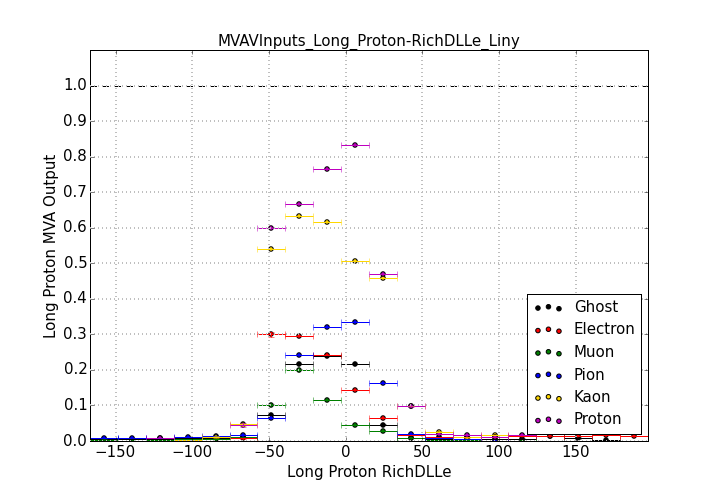 MVAVInputs_Long_Proton-RichDLLe_Liny
Long Proton MVA Output
1.0
0.9
0.8
0.7
0.6
0.5
0.4
0.3
0.2
0.1
0.0
Ghost
Electron
Muon
Pion
Kaon
Proton
−150 −100 −50 0 50 100 150
Long Proton RichDLLe